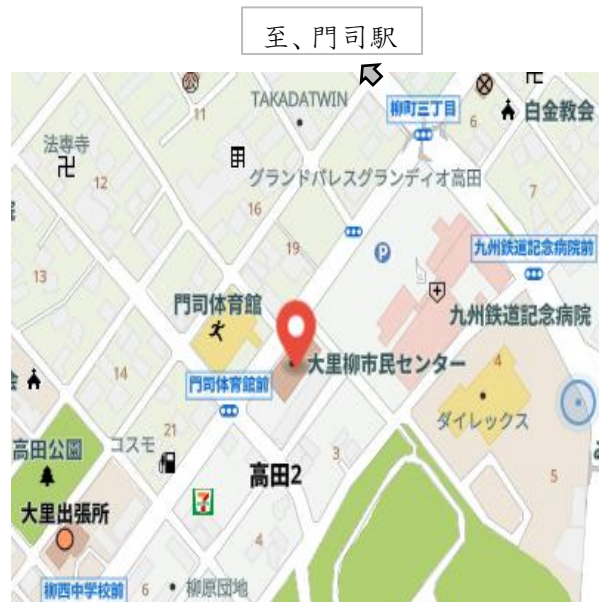 至、門司駅
TAKADATWIN
11
柳町三丁目
6
白金教会
法専寺
12
グランドパレスグランディオ高田
7
16
19
P
九州鉄道記念病院前
13
門司体育館
九州鉄道記念病院
14
大里柳市民センター
4
門司体育館前
ダイレックス
21
コスモ
高田公園
高田2
3
5
7
大里出張所
4
柳西中学校前
6
柳原団地